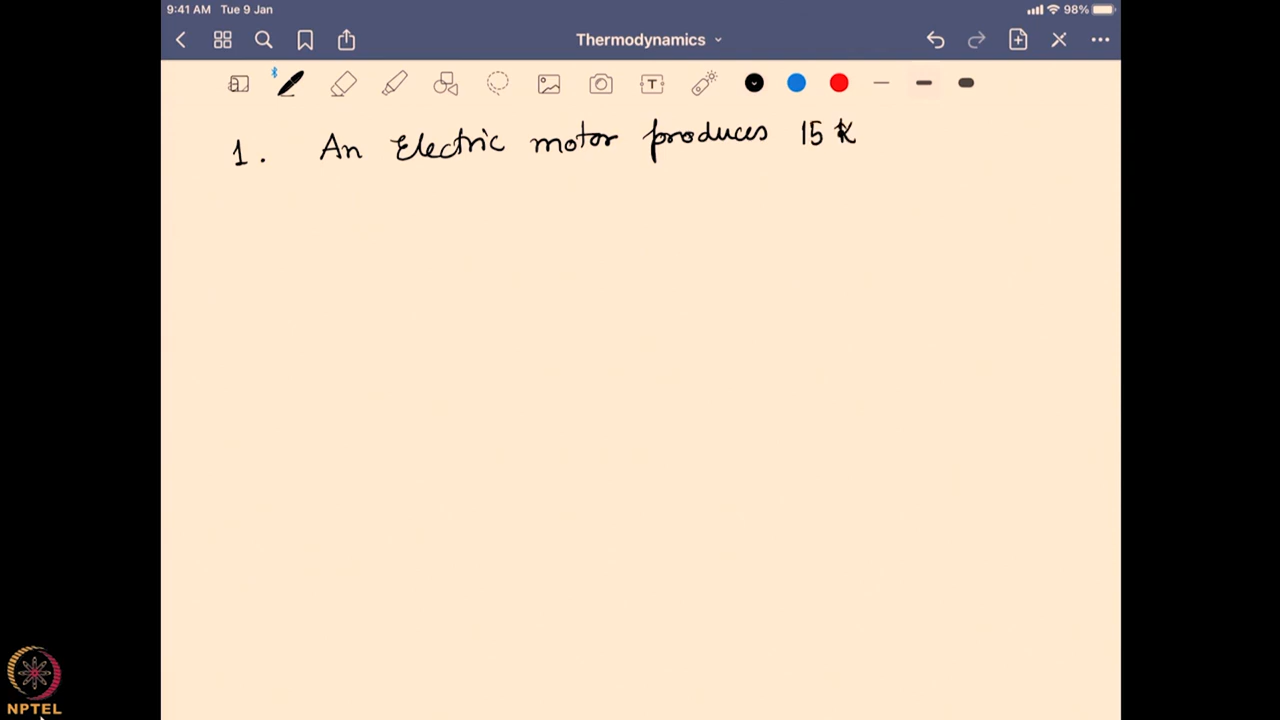 9:41 AM Tue 9 Jan
98%
Thermodynamics
T
1. An Electric motor produces 15 k
NPTEL